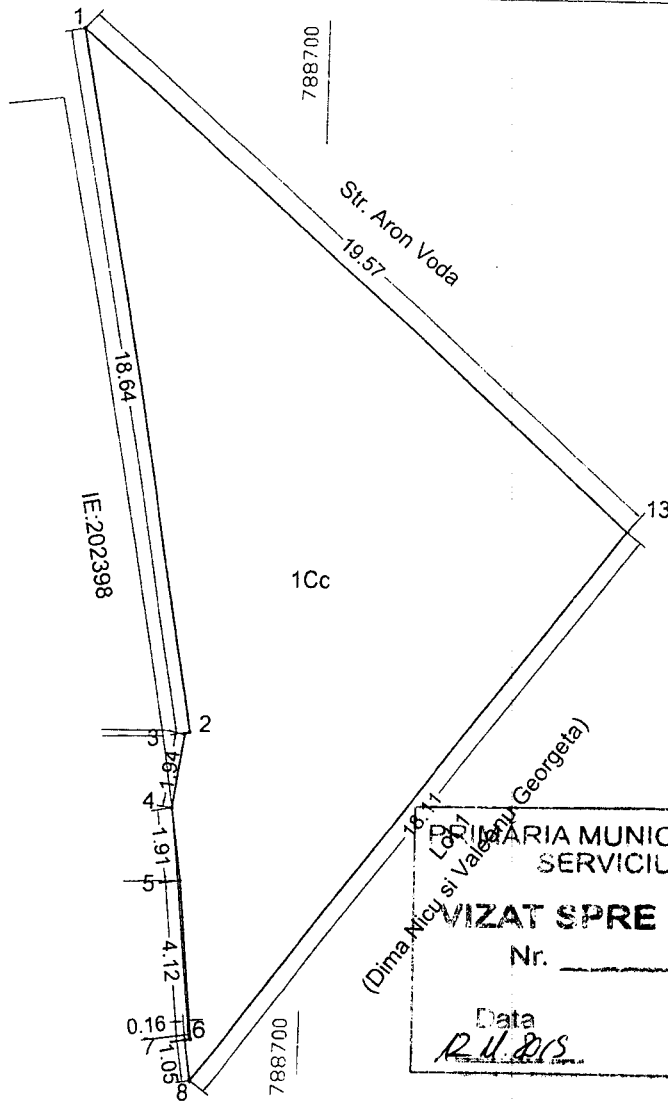 1
788700
Str. Aron Voda
19.57
18.64
13
IE:202398
1Cc
2
3
1.94
4
1.91
5
4.12
0.16
6
7
1.05
8
18.11
Lot 1
(Dima Nicu si Valeanu Georgeta)
788700
PRIMARIA MUNIC
SERVICIU
VIZAT SPRE
Nr.
Data